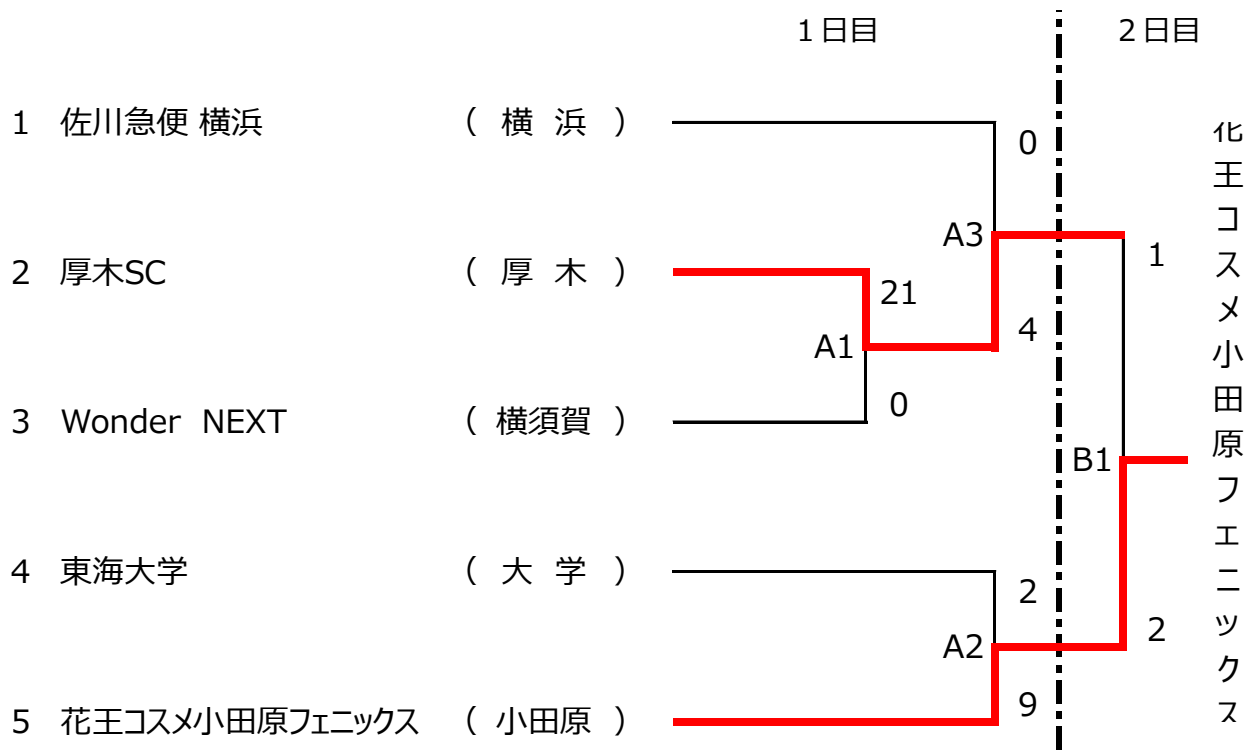 １日目 ２日目
1 佐川急便 横浜 （ 横 浜 ） 0
A3
2 厚木SC （ 厚 木 ） 21 1
A1 4
3 Wonder NEXT （ 横須賀 ） 0
B1
4 東海大学 （ 大 学 ） 2
A2 2
5 花王コスメ小田原フェニックス （ 小田原 ） 9
花王コスメ小田原フェニックス